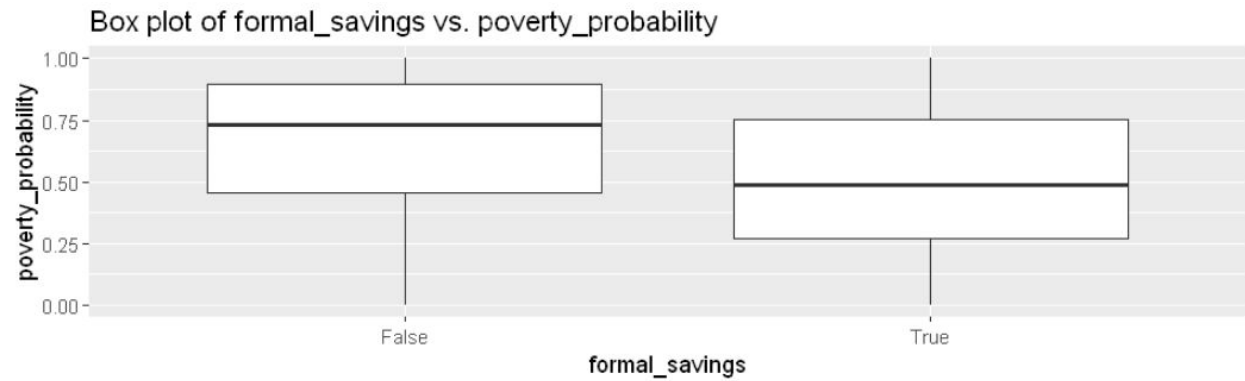 Box plot of formal_savings vs. poverty_probability
poverty_probability
1.00
0.75
0.50
0.25
0.00
False True
formal_savings